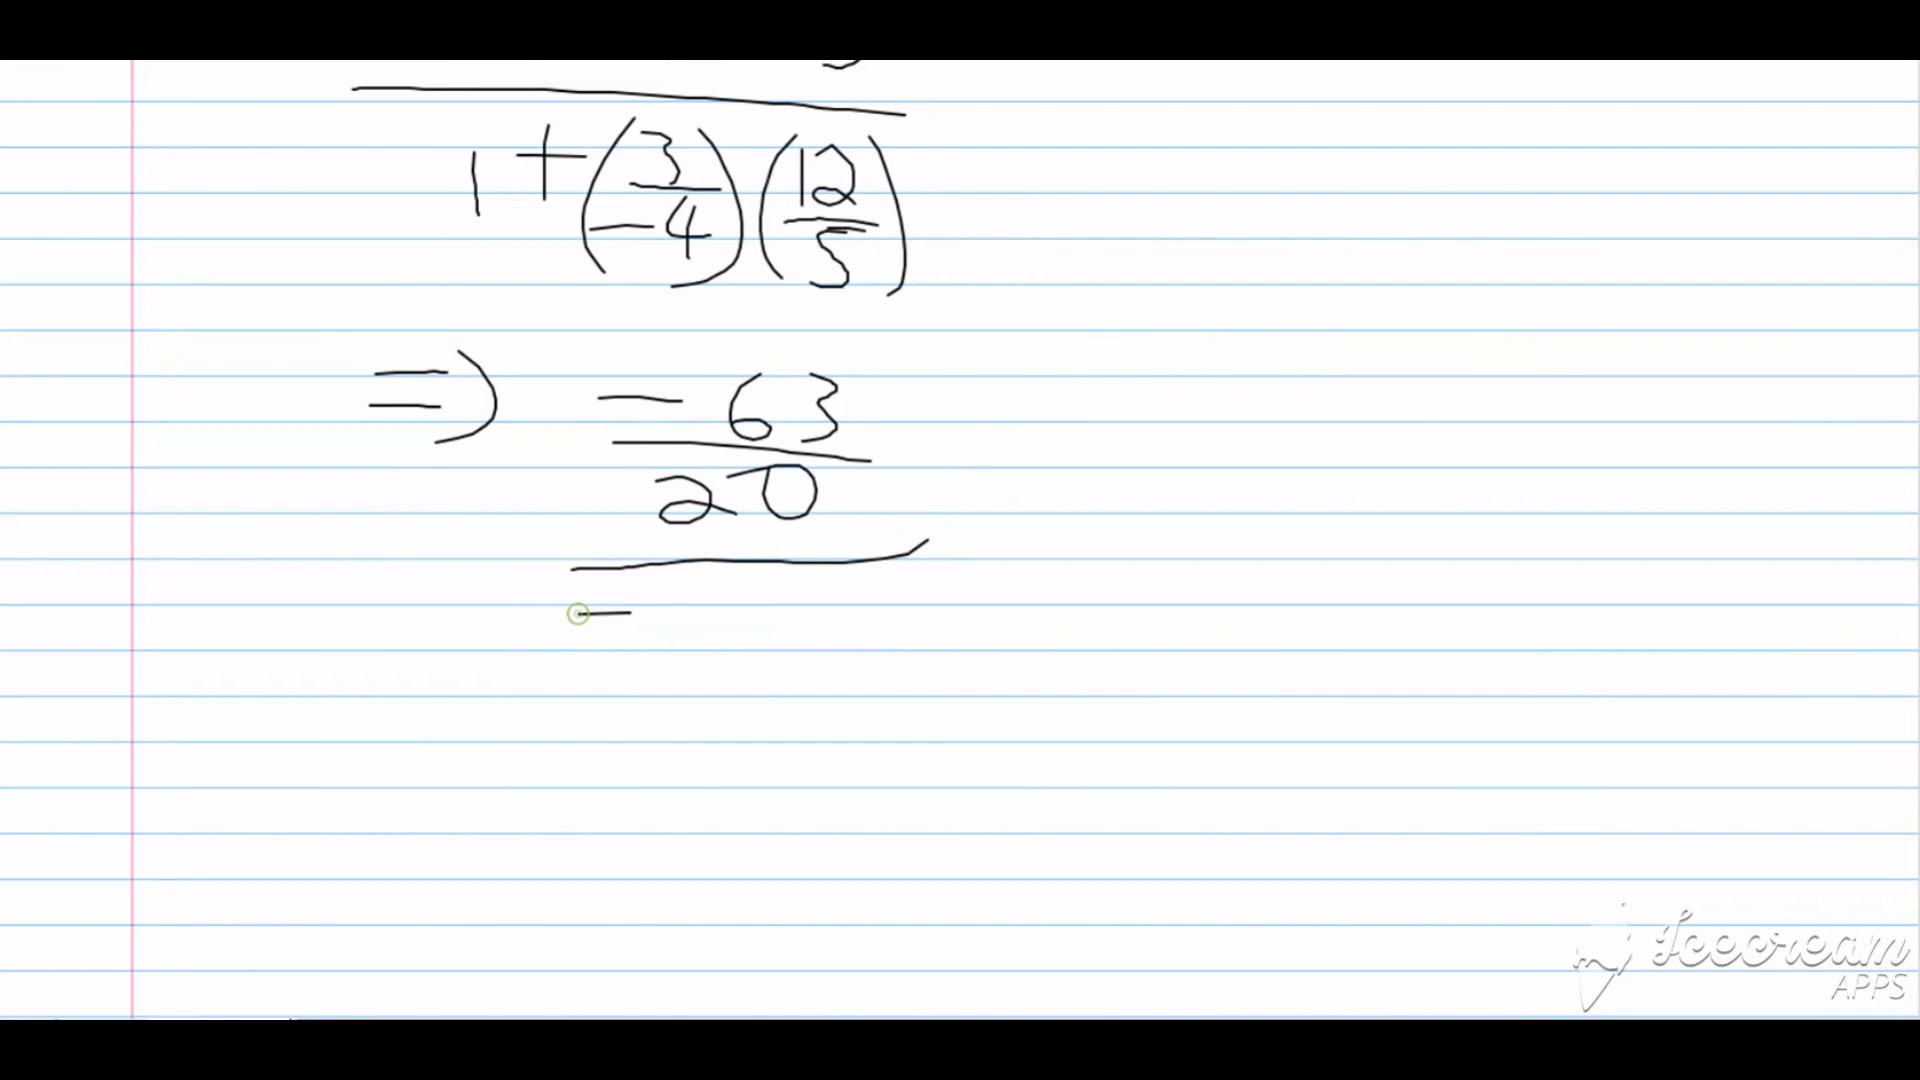 1 + (3/-4) (12/5)
=) -63
20
-
Icecream
APPS